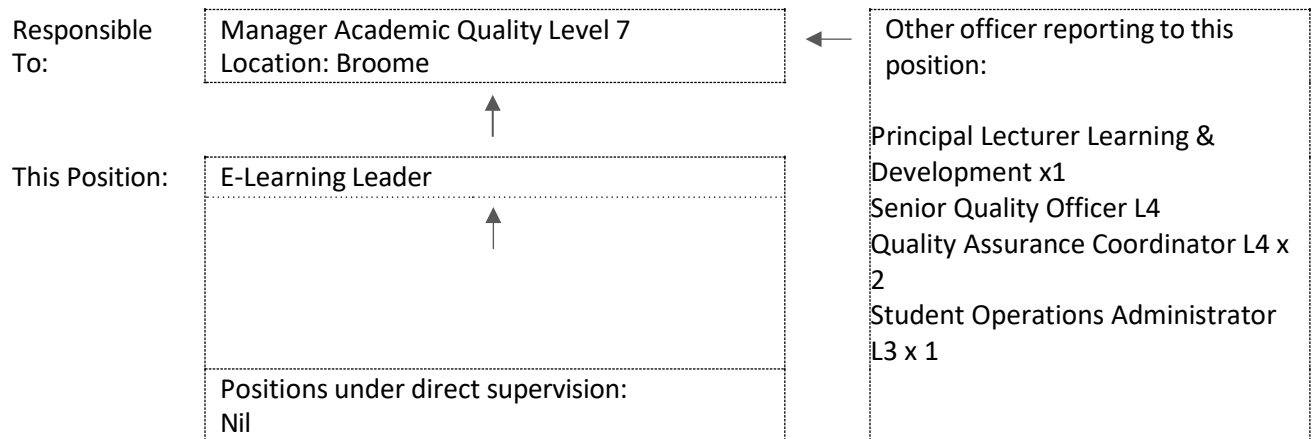 Responsible
To:
Manager Academic Quality Level 7
Location: Broome
Other officer reporting to this
position:
Principal Lecturer Learning &
Development x1
Senior Quality Officer L4
Quality Assurance Coordinator L4 x
2
Student Operations Administrator
L3 x 1
This Position:
E-Learning Leader
Positions under direct supervision:
Nil